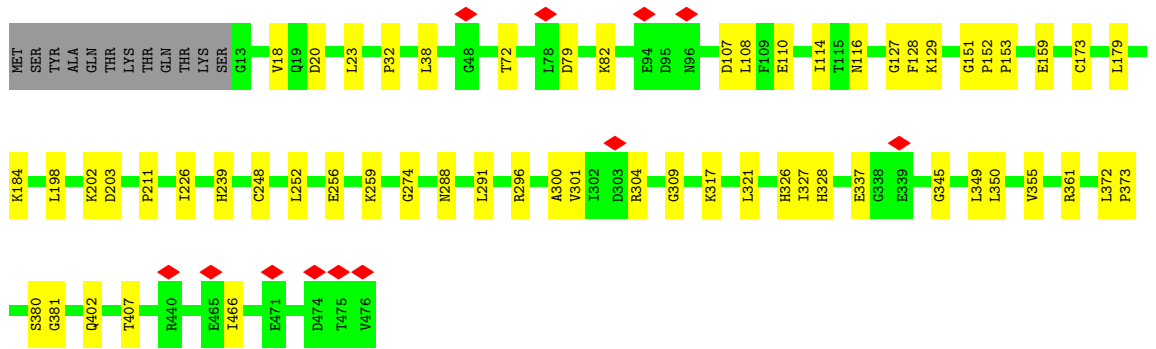 MET SER TYR ALA GLN THR LYS THR GLN THR LYS SER G13 V18 Q19 D20 L23 P32 L38 G48 T72 L78 D79 K82 E94 D95 N96 D107 L108 F109 E110 I114 T115 N116 G127 F128 K129 G151 P152 P153 E159 C173 L179
K184 L198 K202 D203 P211 I226 H239 C248 L252 E256 K259 G274 N288 L291 R296 A300 V301 I302 D303 R304 G309 K317 L321 H326 I327 H328 E337 G338 E339 G345 L349 L350 V355 R361 L372 P373
S380 G381 Q402 T407 R440 E465 I466 E471 D474 T475 V476